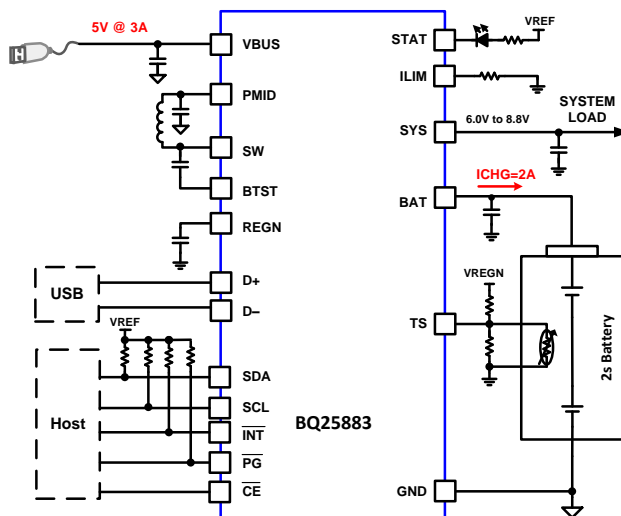 5V @ 3A
VBUS
PMID
SW
BTST
REGN
D+
D–
USB
VREF
Host
SDA
SCL
INT
PG
CE
BQ25883
STAT
VREF
ILIM
SYS
6.0V to 8.8V
SYSTEM
LOAD
ICHG=2A
BAT
VREGN
TS
2s Battery
GND